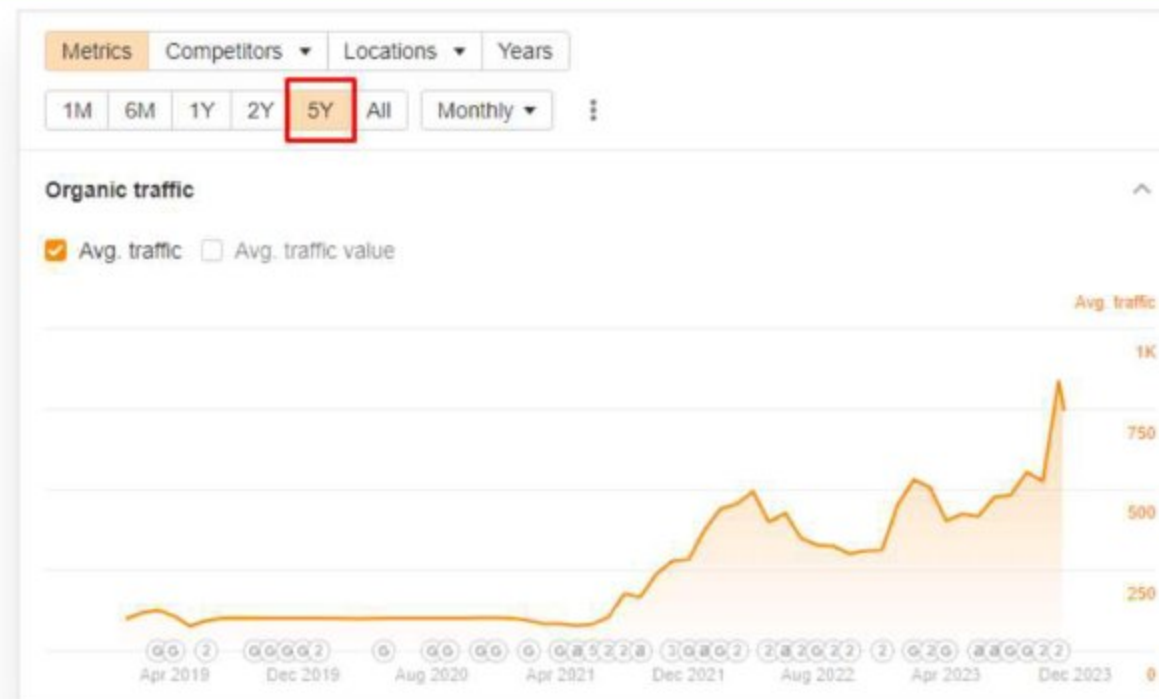 Metrics Competitors Locations Years
1M 6M 1Y 2Y 5Y All Monthly
Organic traffic
Avg. traffic Avg. traffic value
Avg. traffic
1K
750
500
250
Apr 2019 Dec 2019 Aug 2020 Apr 2021 Dec 2021 Aug 2022 Apr 2023 Dec 2023 0